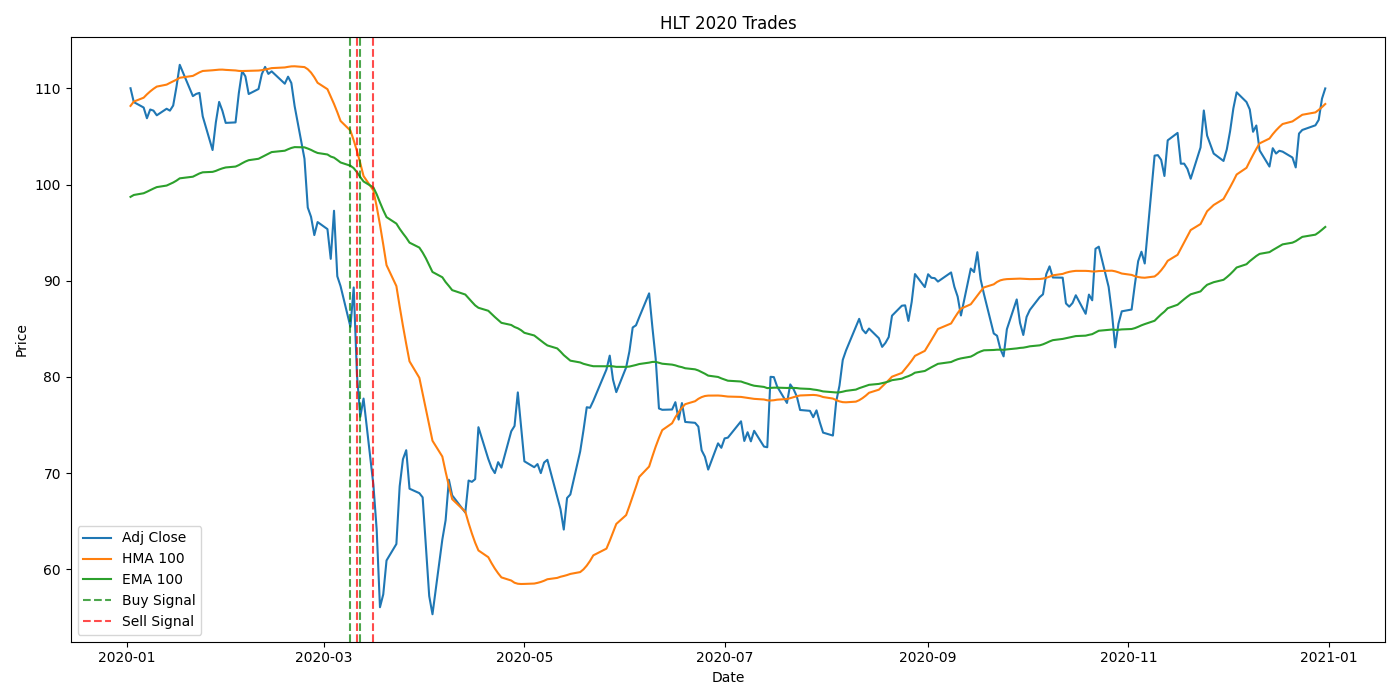 HLT 2020 Trades
Price
110
100
90
80
70
60
Adj Close
HMA 100
EMA 100
Buy Signal
Sell Signal
2020-01
2020-03
2020-05
2020-07
2020-09
2020-11
2021-01
Date